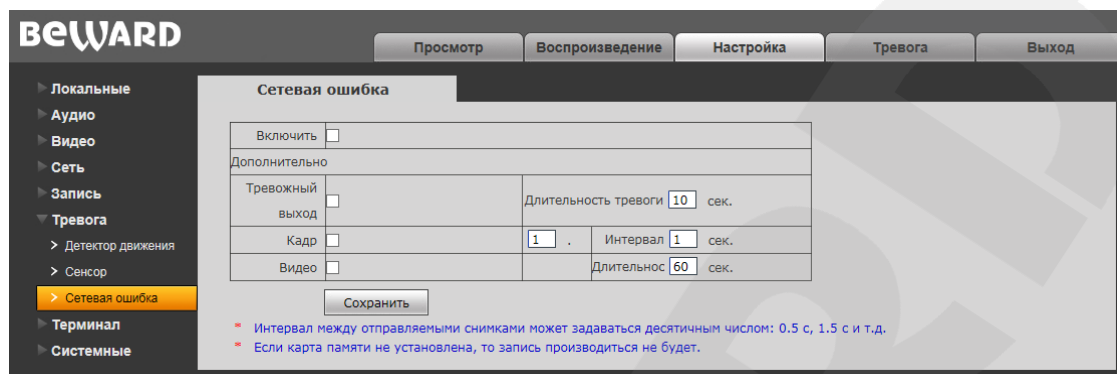 BEWARD
Просмотр Воспроизведение Настройка Тревога Выход
Локальные
Аудио
Видео
Сеть
Запись
Тревога
> Детектор движения
> Сенсор
> Сетевая ошибка
Терминал
Системные
Сетевая ошибка
Включить
Дополнительно
Тревожный выход Длительность тревоги 10 сек.
Кадр 1 . Интервал 1 сек.
Видео Длительнос 60 сек.
Сохранить
* Интервал между отправляемыми снимками может задаваться десятичным числом: 0.5 с, 1.5 с и т.д.
* Если карта памяти не установлена, то запись производиться не будет.